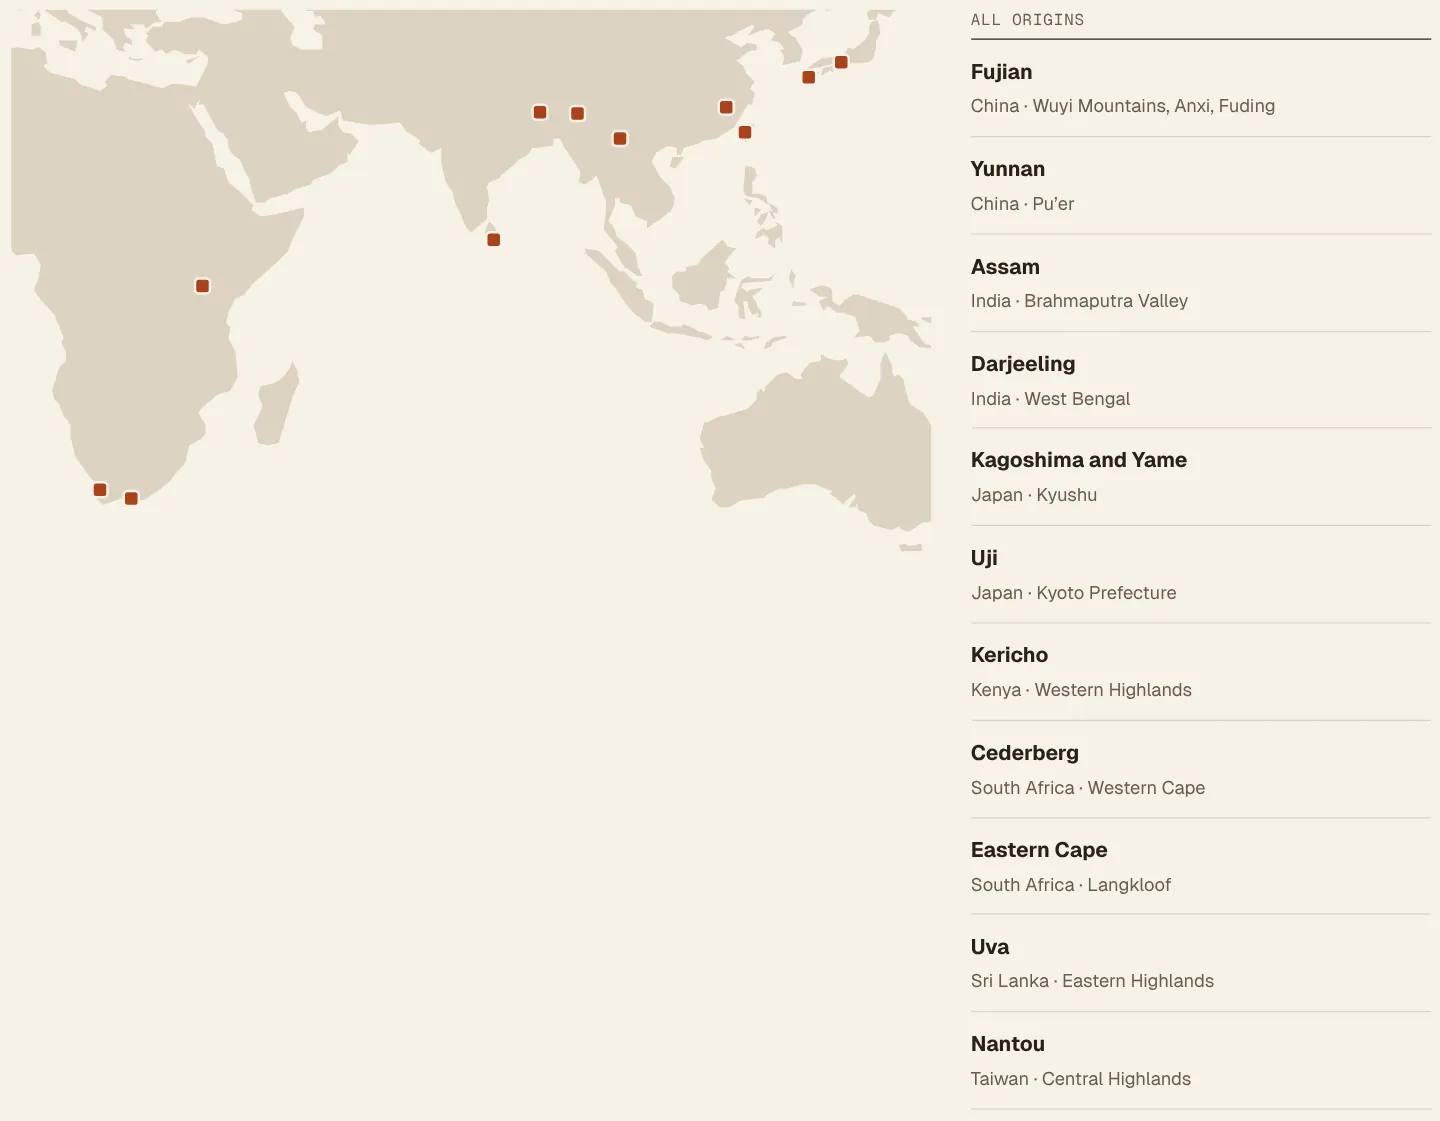 ALL ORIGINS
Fujian
China · Wuyi Mountains, Anxi, Fuding
Yunnan
China · Pu’er
Assam
India · Brahmaputra Valley
Darjeeling
India · West Bengal
Kagoshima and Yame
Japan · Kyushu
Uji
Japan · Kyoto Prefecture
Kericho
Kenya · Western Highlands
Cederberg
South Africa · Western Cape
Eastern Cape
South Africa · Langkloof
Uva
Sri Lanka · Eastern Highlands
Nantou
Taiwan · Central Highlands